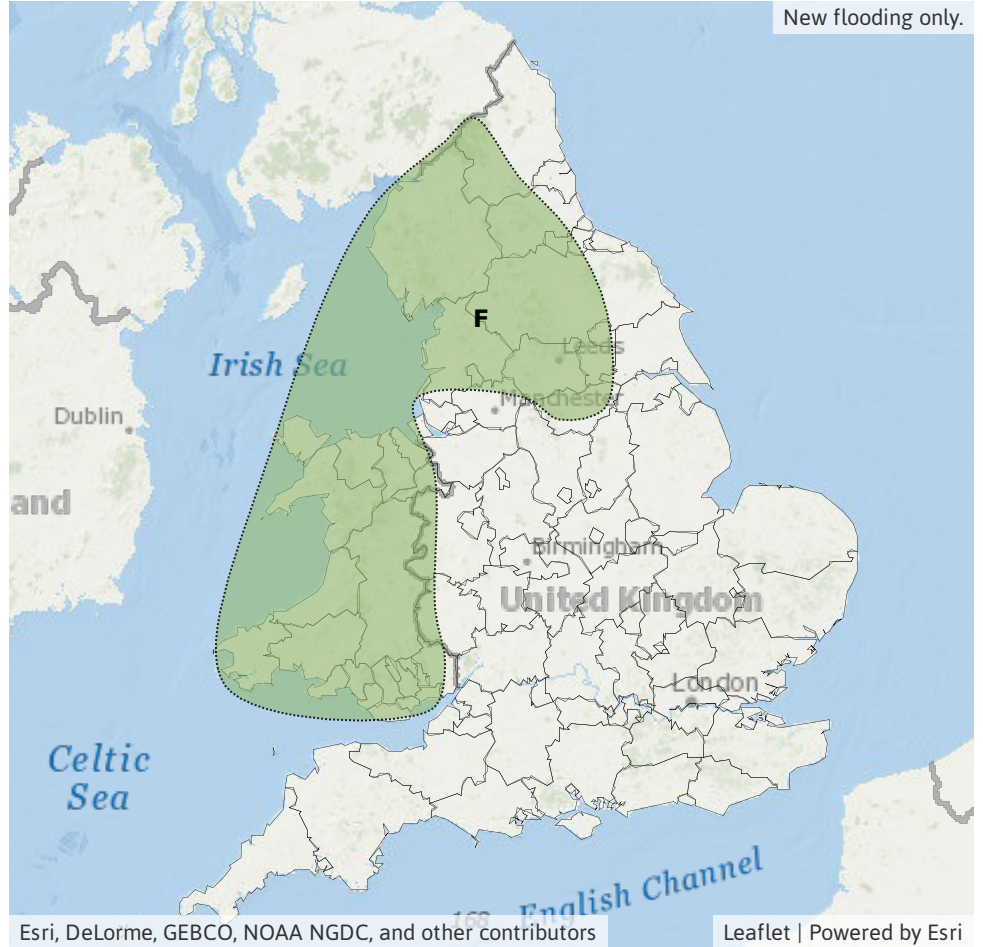 New flooding only.
F
Leeds
Irish Sea
Manchester
Dublin
and
Birmingham
United Kingdom
London
Celtic
Sea
English Channel
168
Esri, DeLorme, GEBCO, NOAA NGDC, and other contributors
Leaflet | Powered by Esri